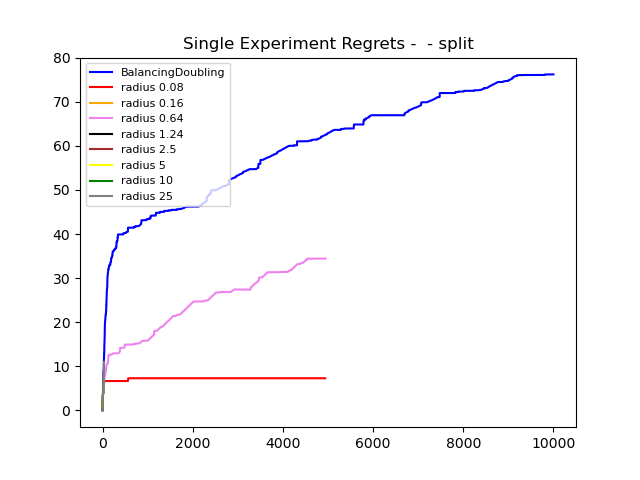 Single Experiment Regrets -  - split
80
70
60
50
40
30
20
10
0
BalancingDoubling
radius 0.08
radius 0.16
radius 0.64
radius 1.24
radius 2.5
radius 5
radius 10
radius 25
0 2000 4000 6000 8000 10000